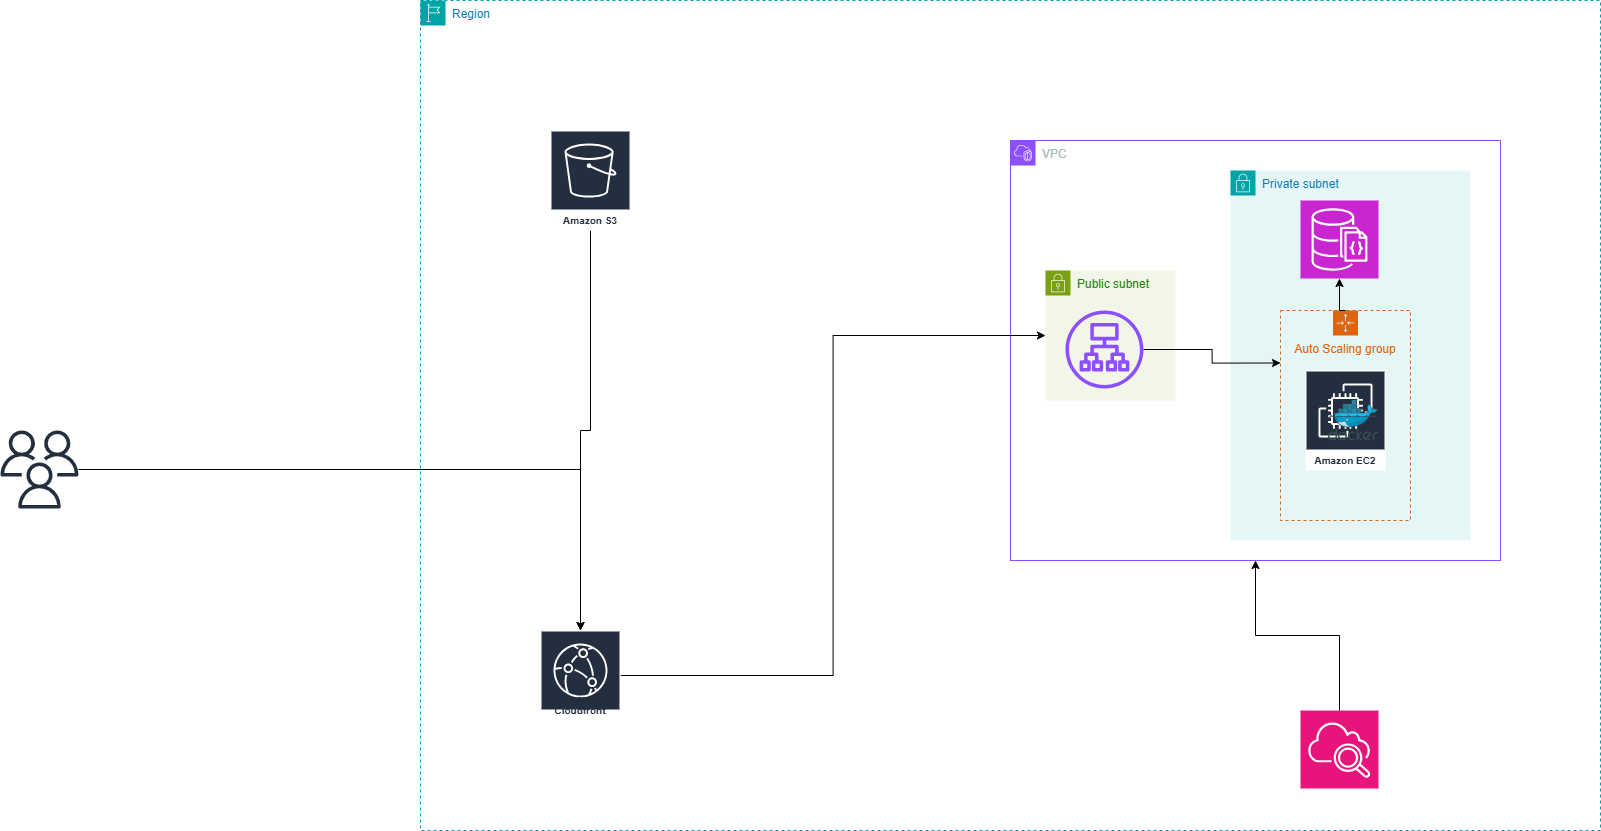 Region
Amazon S3
VPC
Private subnet
Public subnet
Auto Scaling group
docker
Amazon EC2
Cloudfront